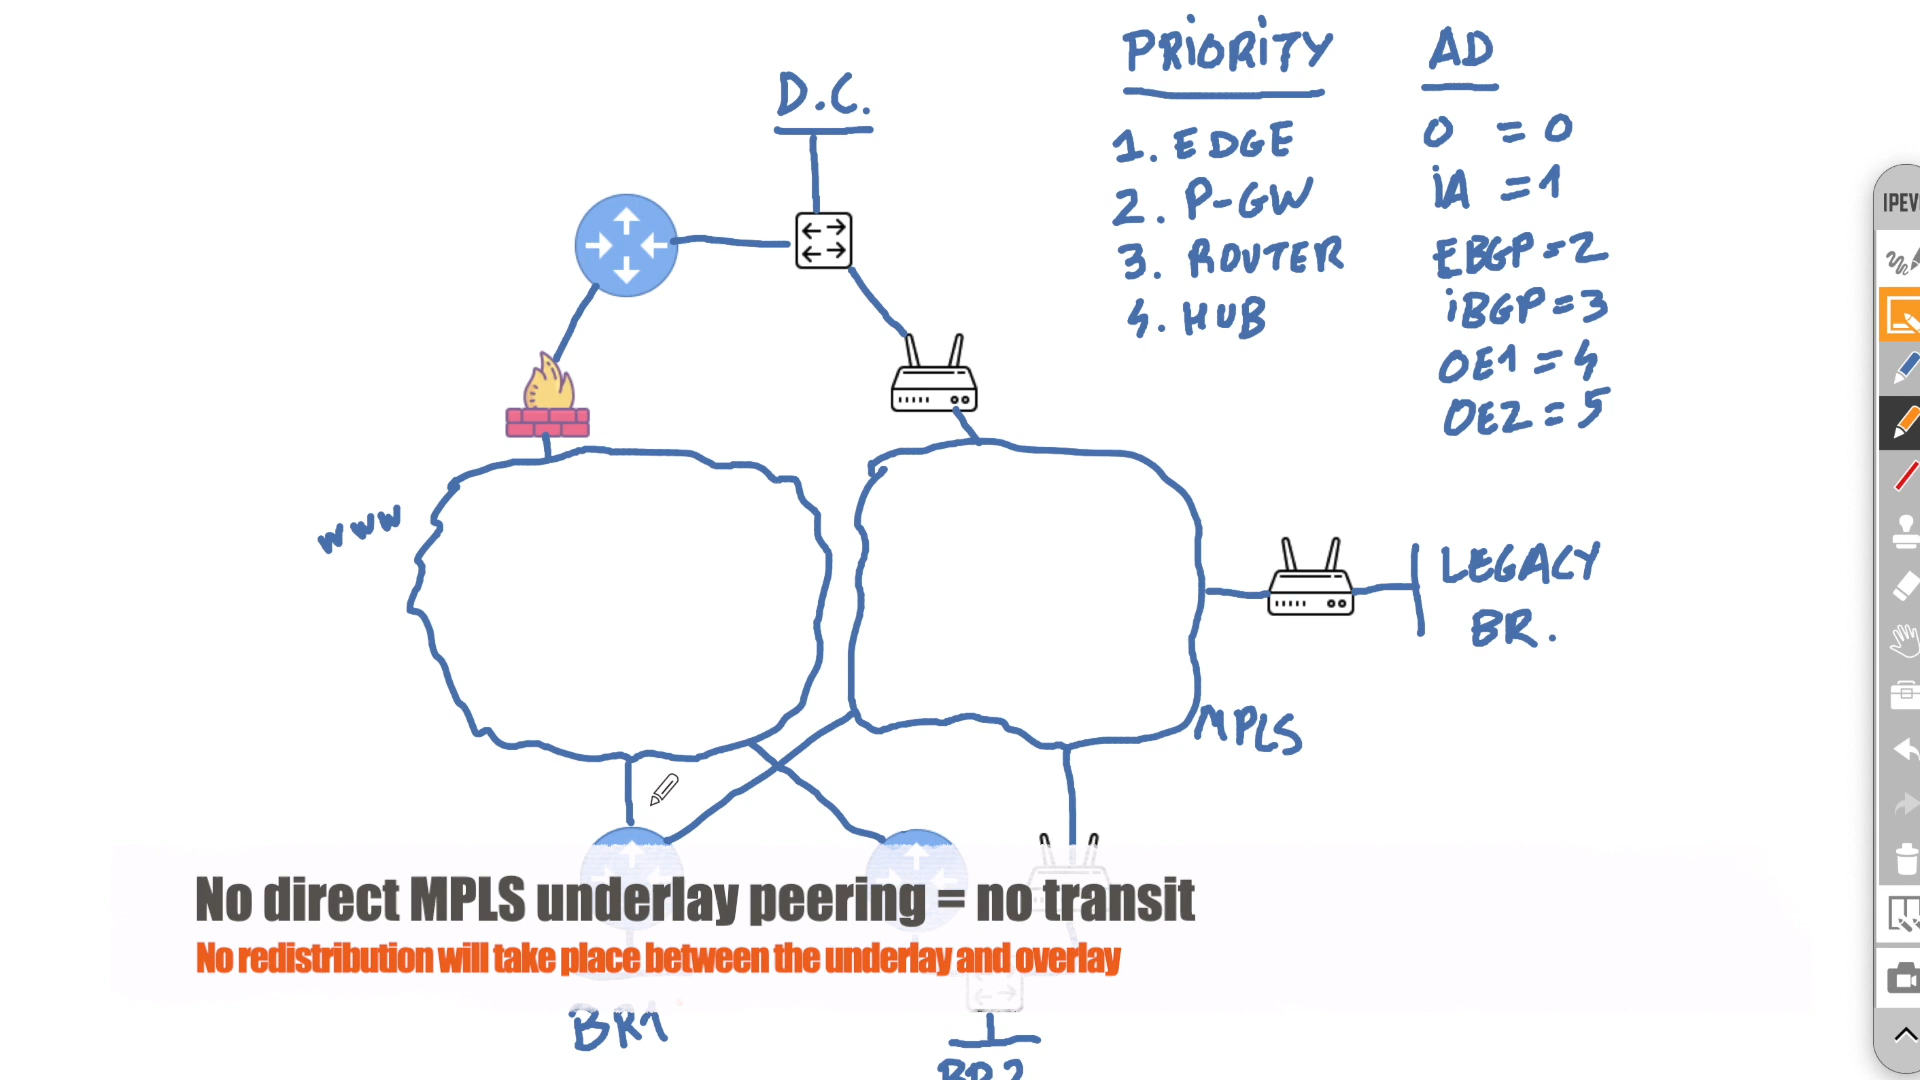 PRIORITY
AD
D.C.
1. EDGE
O = 0
2. P-GW
iA = 1
3. ROUTER
EBGP = 2
4. HUB
iBGP = 3
OE1 = 4
OE2 = 5
IPEV
WWW
LEGACY
BR.
MPLS
No direct MPLS underlay peering = no transit
No redistribution will take place between the underlay and overlay
BR1
BR2